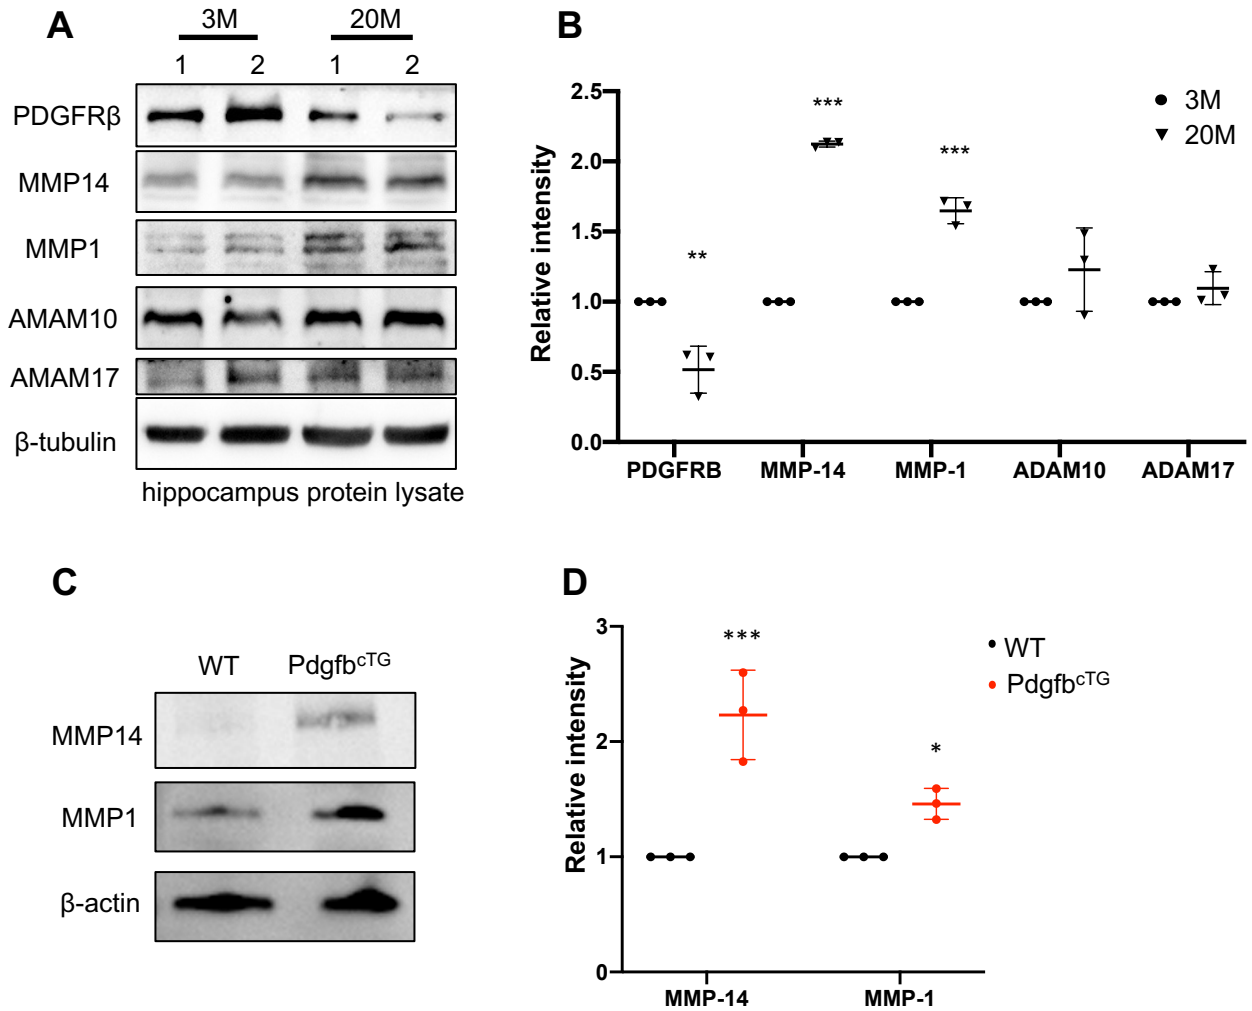 A
3M 20M
1 2 1 2
PDGFRβ
MMP14
MMP1
AMAM10
AMAM17
β-tubulin
hippocampus protein lysate
B
Relative intensity
2.5
2.0
1.5
1.0
0.5
0.0
**
***
***
3M
20M
PDGFRB MMP-14 MMP-1 ADAM10 ADAM17
C
WT PdgfbcTG
MMP14
MMP1
β-actin
D
Relative intensity
3
2
1
0
***
*
WT
PdgfbcTG
MMP-14 MMP-1